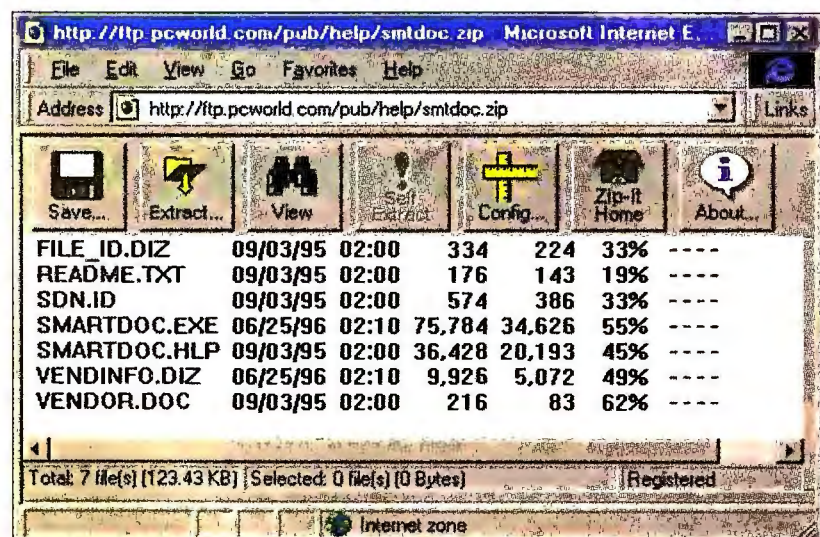 http://ftp.pcworld.com/pub/help/smtdoc.zip Microsoft Internet E...
File Edit View Go Favorites Help
Address http://ftp.pcworld.com/pub/help/smtdoc.zip Links
Save... Extract... View Self Extract Config... Zip-It Home About...
FILE_ID.DIZ 09/03/95 02:00 334 224 33% ----
README.TXT 09/03/95 02:00 176 143 19% ----
SDN.ID 09/03/95 02:00 574 386 33% ----
SMARTDOC.EXE 06/25/96 02:10 75,784 34,626 55% ----
SMARTDOC.HLP 09/03/95 02:00 36,428 20,193 45% ----
VENDINFO.DIZ 06/25/96 02:10 9,926 5,072 49% ----
VENDOR.DOC 09/03/95 02:00 216 83 62% ----
Total: 7 file(s) (123.43 KB) Selected: 0 file(s) (0 Bytes) Registered
Internet zone